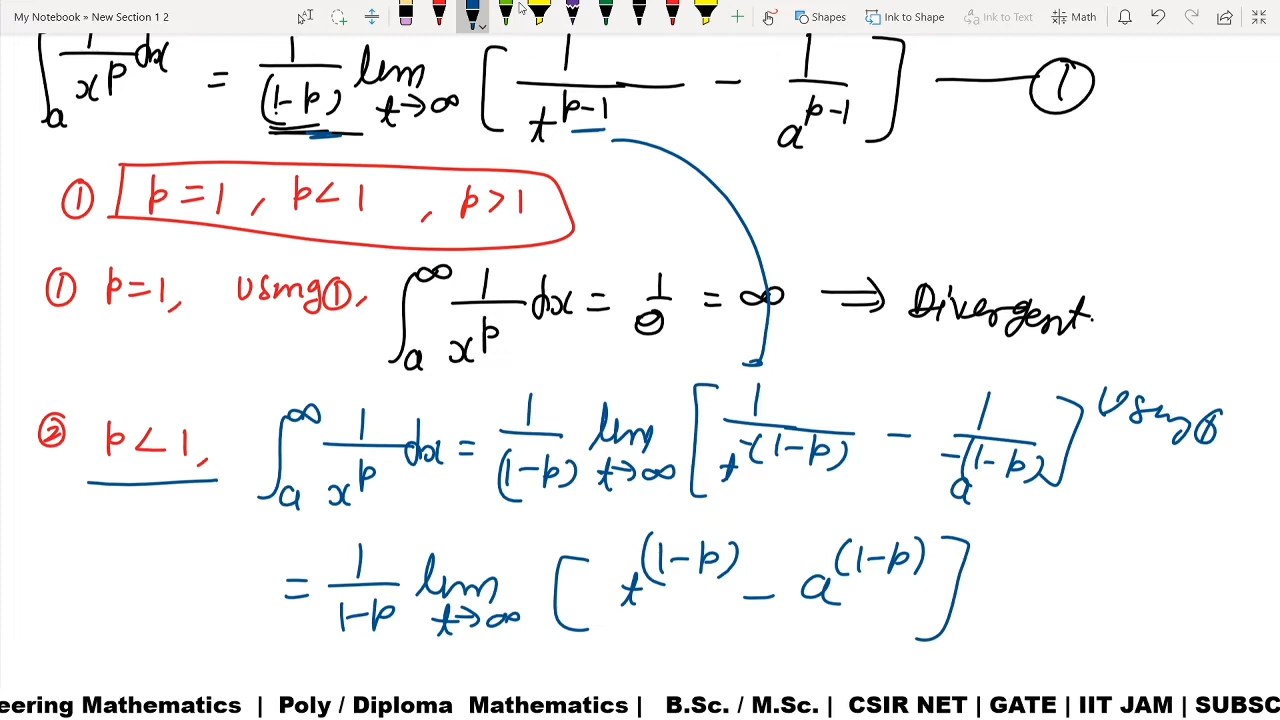 My Notebook » New Section 1 2
Shapes Ink to Shape Ink to Text Math
∫ₐ 1/x^p dx = 1/(1-p) lim t→∞ [ 1/t^(p-1) - 1/a^(p-1) ] — ①
① p=1, p<1, p>1
① p=1, using ①, ∫ₐ^∞ 1/x^p dx = 1/0 = ∞ ⇒ Divergent.
② p<1, ∫ₐ^∞ 1/x^p dx = 1/(1-p) lim t→∞ [ 1/t^-(1-p) - 1/a^-(1-p) ] using ①
= 1/1-p lim t→∞ [ t^(1-p) - a^(1-p) ]
eering Mathematics | Poly / Diploma Mathematics | B.Sc. / M.Sc. | CSIR NET | GATE | IIT JAM | SUBSC